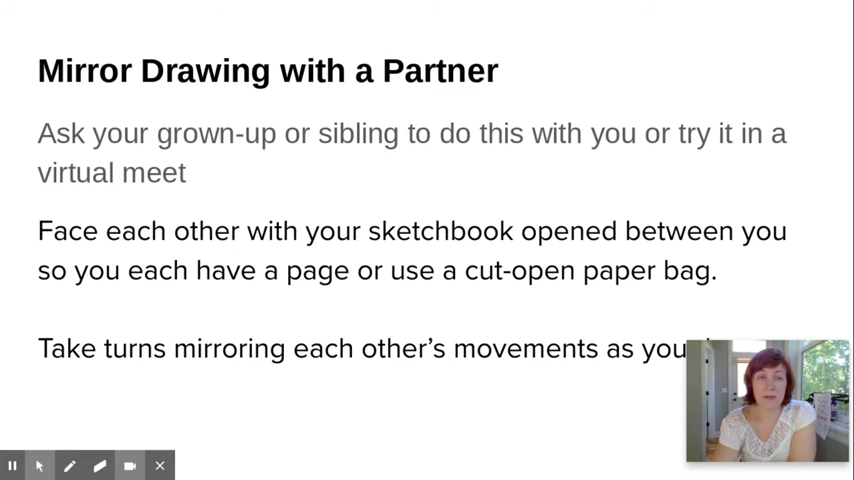 Mirror Drawing with a Partner
Ask your grown-up or sibling to do this with you or try it in a
virtual meet
Face each other with your sketchbook opened between you
so you each have a page or use a cut-open paper bag.
Take turns mirroring each other’s movements as you